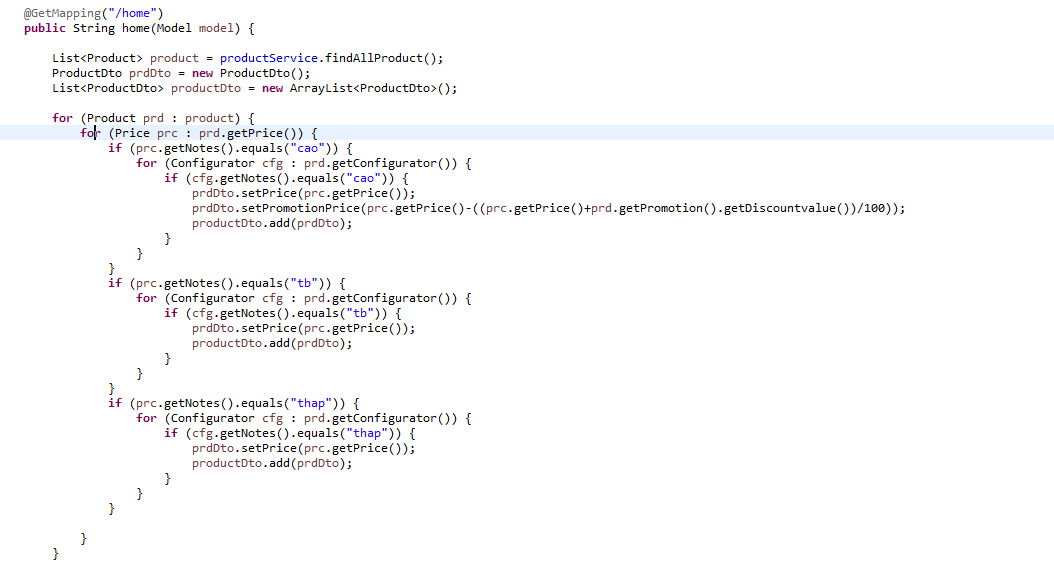 @GetMapping("/home")
public String home(Model model) {
List<Product> product = productService.findAllProduct();
ProductDto prdDto = new ProductDto();
List<ProductDto> productDto = new ArrayList<ProductDto>();
for (Product prd : product) {
for (Price prc : prd.getPrice()) {
if (prc.getNotes().equals("cao")) {
for (Configurator cfg : prd.getConfigurator()) {
if (cfg.getNotes().equals("cao")) {
prdDto.setPrice(prc.getPrice());
prdDto.setPromotionPrice(prc.getPrice()-((prc.getPrice()+prd.getPromotion().getDiscountvalue())/100));
productDto.add(prdDto);
}
}
}
if (prc.getNotes().equals("tb")) {
for (Configurator cfg : prd.getConfigurator()) {
if (cfg.getNotes().equals("tb")) {
prdDto.setPrice(prc.getPrice());
productDto.add(prdDto);
}
}
}
if (prc.getNotes().equals("thap")) {
for (Configurator cfg : prd.getConfigurator()) {
if (cfg.getNotes().equals("thap")) {
prdDto.setPrice(prc.getPrice());
productDto.add(prdDto);
}
}
}
}
}